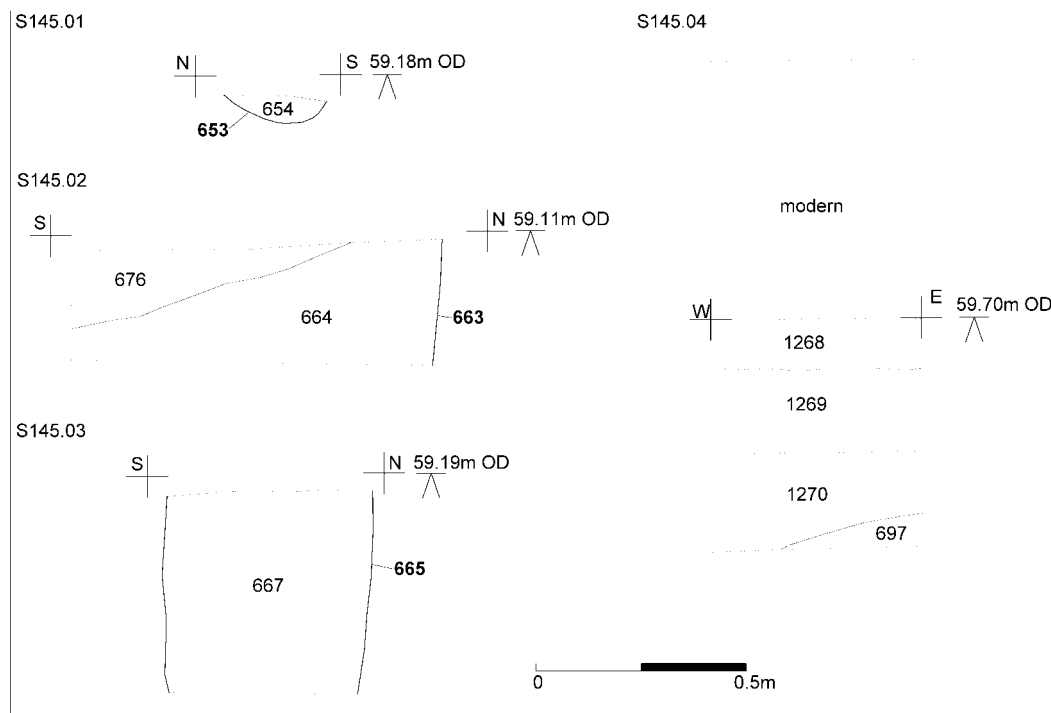 S145.01
N S 59.18m OD
654
653
S145.02
S N 59.11m OD
676
664
663
S145.03
S N 59.19m OD
667
665
S145.04
modern
W E 59.70m OD
1268
1269
1270
697
0 0.5m